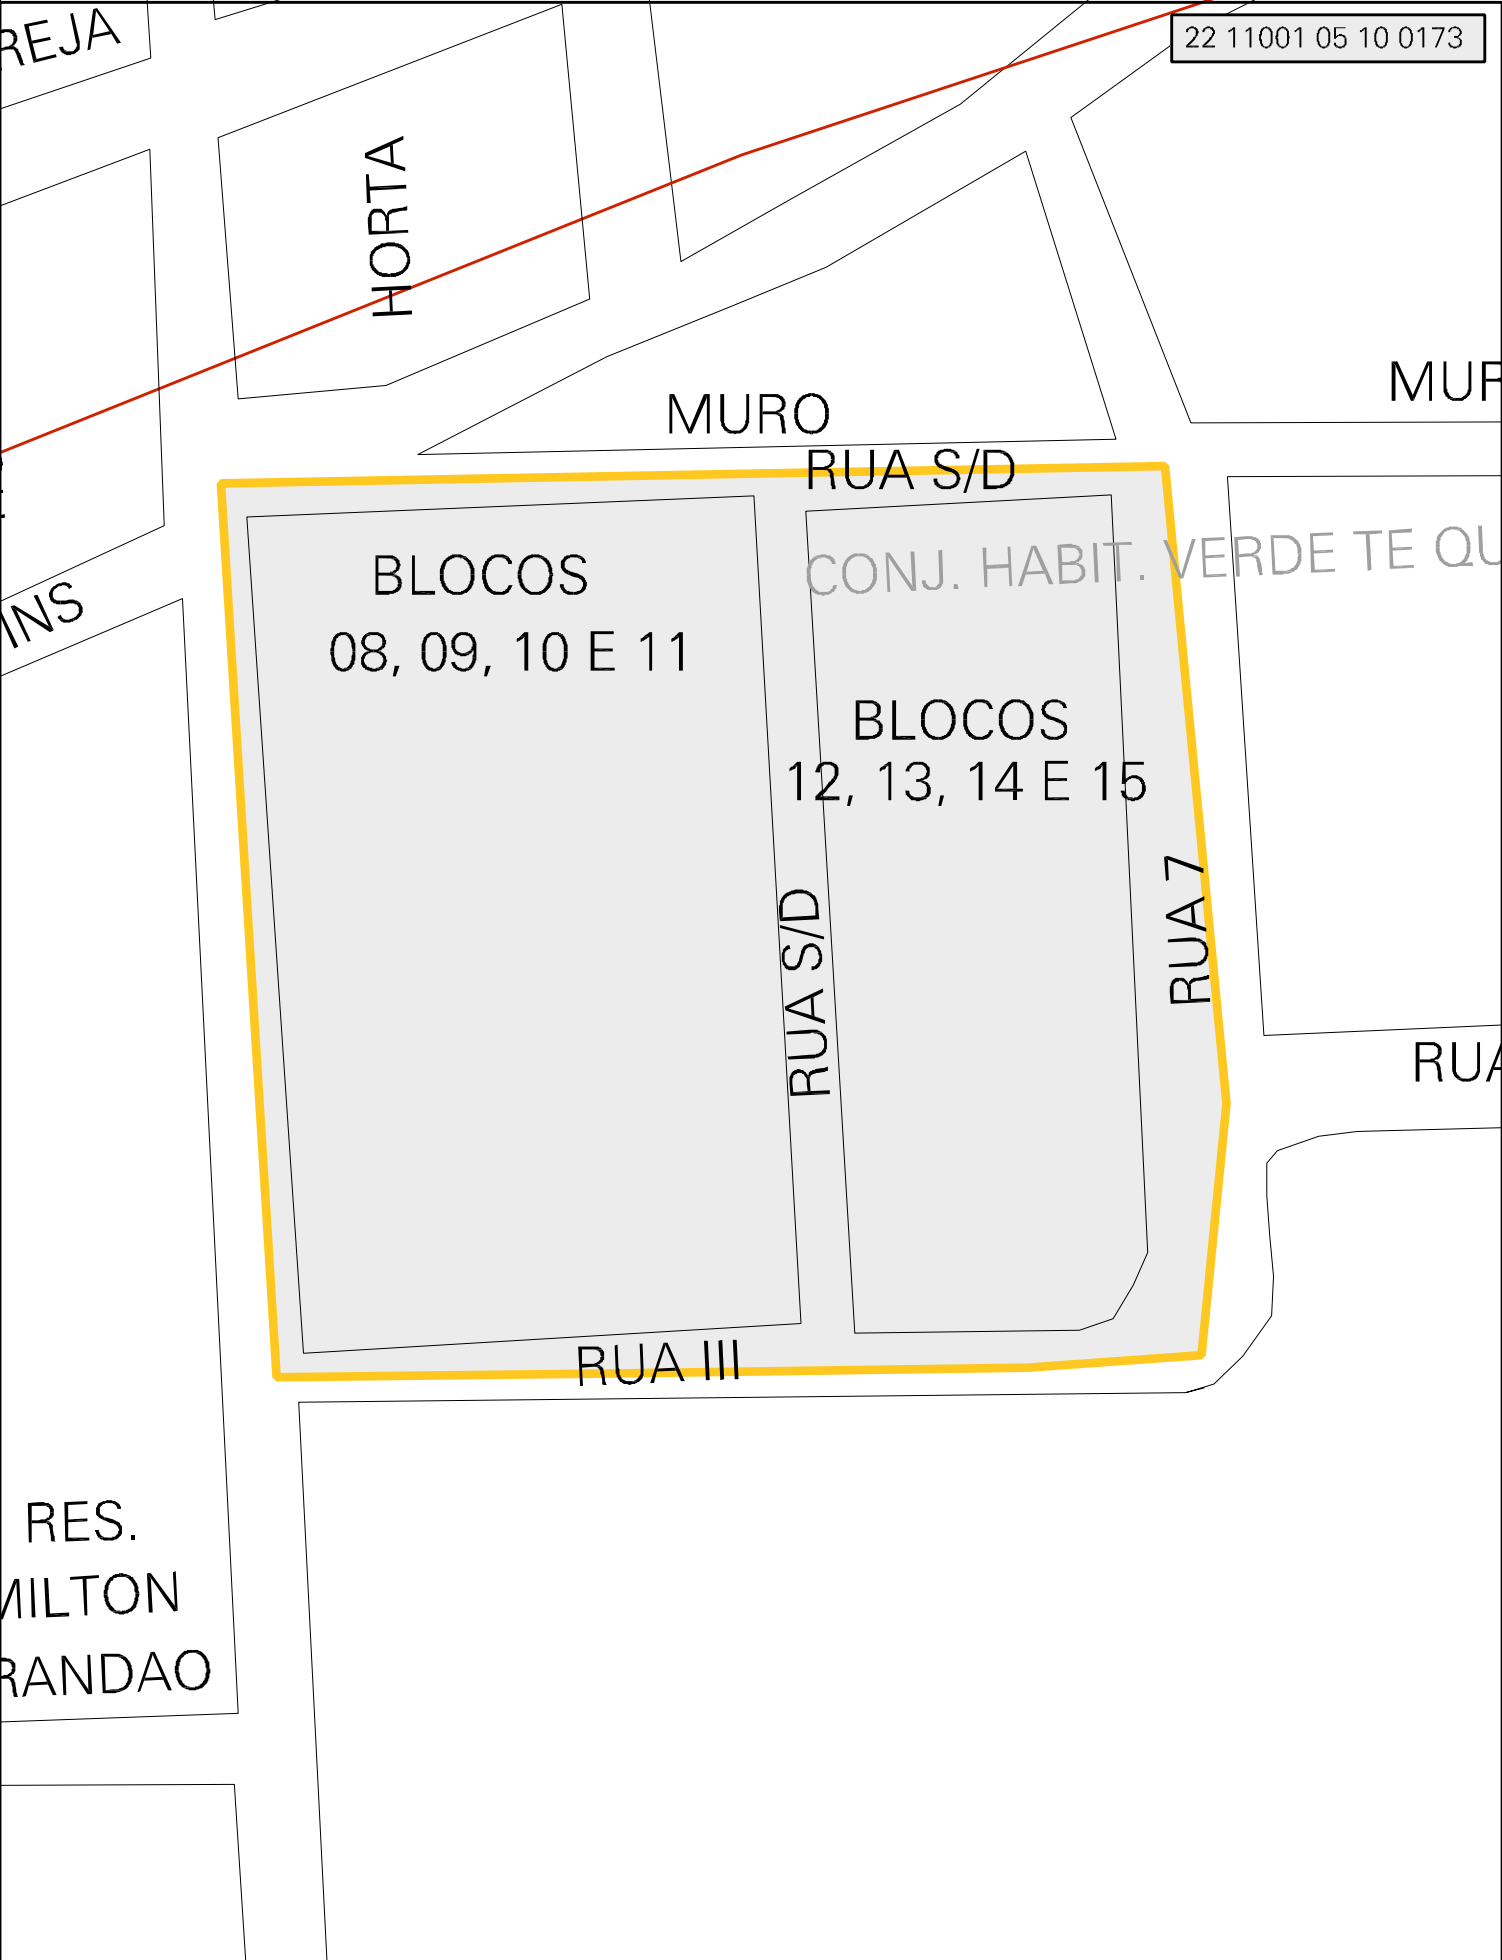 22 11001 05 10 0173
REJA
HORTA
MURO
MUR
RUA S/D
CONJ. HABIT. VERDE TE QU
BLOCOS
08, 09, 10 E 11
INS
BLOCOS
12, 13, 14 E 15
RUA S/D
RUA 7
RUA
RUA III
RES.
MILTON
RANDAO